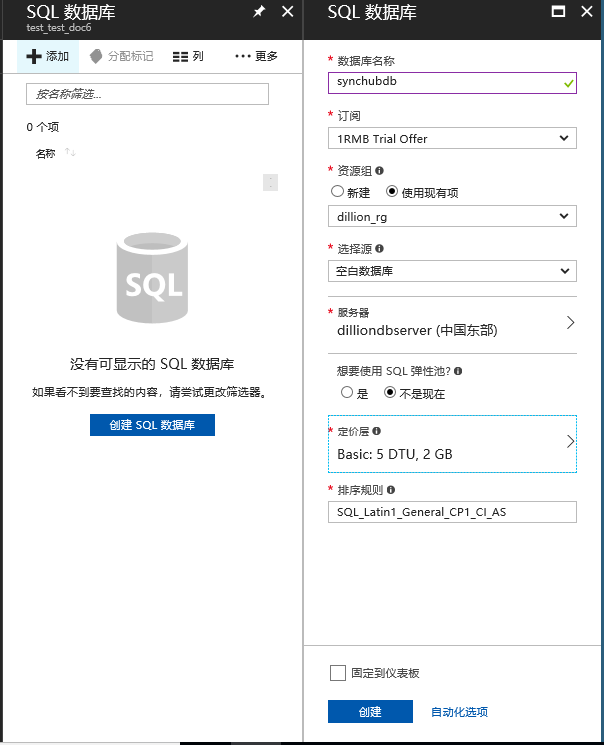 SQL 数据库
test_test_doc6
添加
分配标记
列
更多
按名称筛选...
0 个项
名称
SQL
没有可显示的 SQL 数据库
如果看不到要查找的内容，请尝试更改筛选器。
创建 SQL 数据库
SQL 数据库
* 数据库名称
synchubdb
* 订阅
1RMB Trial Offer
* 资源组
新建 使用现有项
dillion_rg
* 选择源
空白数据库
* 服务器
dilliondbserver (中国东部)
想要使用 SQL 弹性池?
是 不是现在
* 定价层
Basic: 5 DTU, 2 GB
* 排序规则
SQL_Latin1_General_CP1_CI_AS
固定到仪表板
创建 自动化选项